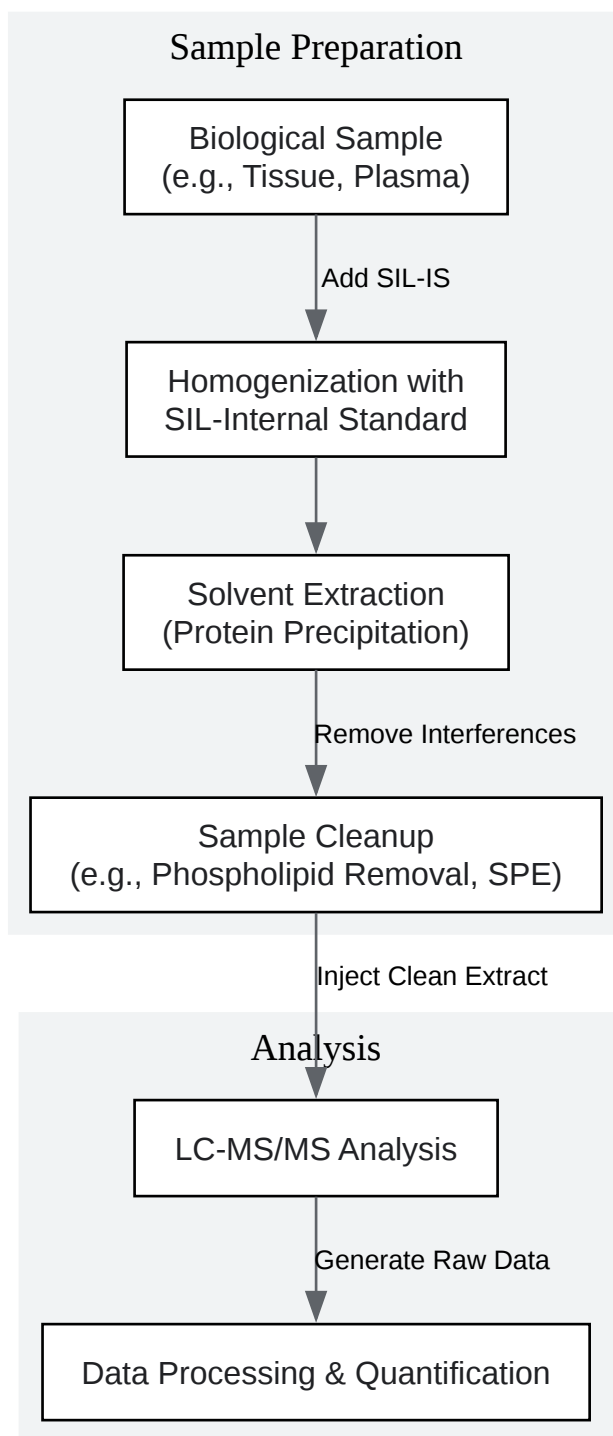 Sample Preparation
Biological Sample
(e.g., Tissue, Plasma)
Add SIL-IS
Homogenization with
SIL-Internal Standard
Solvent Extraction
(Protein Precipitation)
Remove Interferences
Sample Cleanup
(e.g., Phospholipid Removal, SPE)
Inject Clean Extract
Analysis
LC-MS/MS Analysis
Generate Raw Data
Data Processing & Quantification